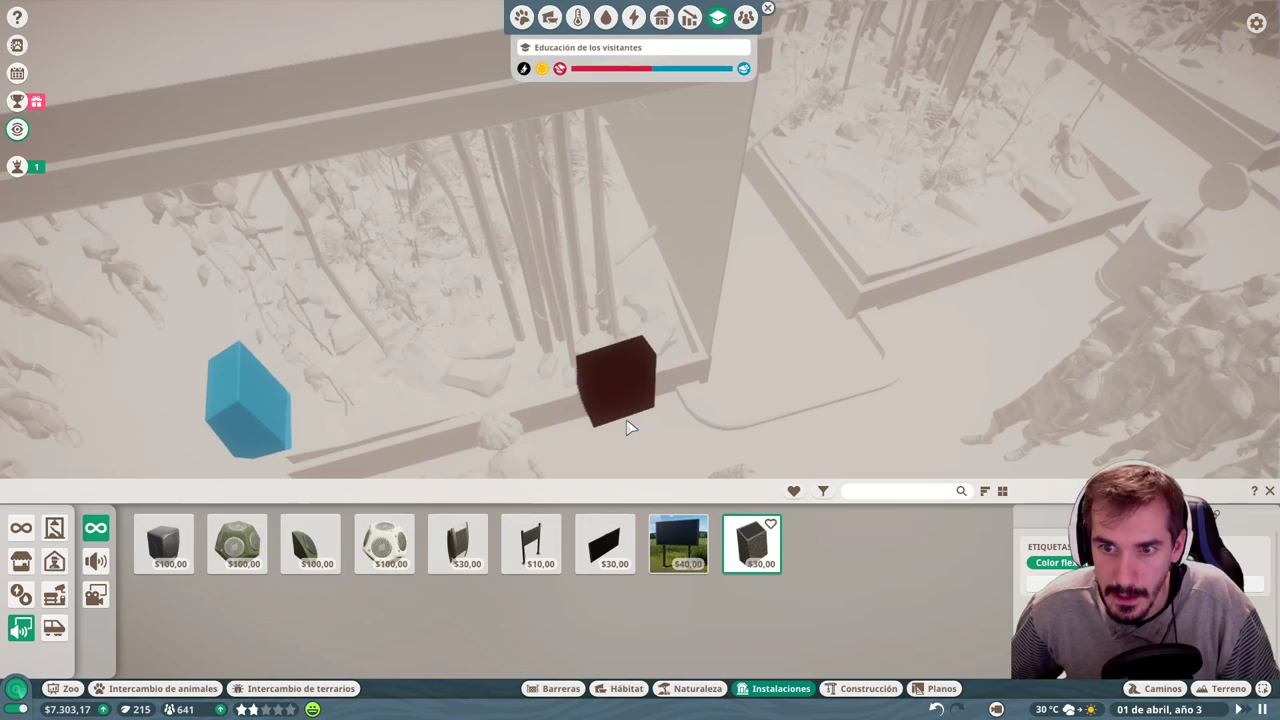 Educación de los visitantes
1
$100,00
$100,00
$100,00
$100,00
$30,00
$10,00
$30,00
$40,00
$30,00
ETIQUETAS
Color flex
Zoo
Intercambio de animales
Intercambio de terrarios
Barreras
Hábitat
Naturaleza
Instalaciones
Construcción
Planos
Caminos
Terreno
$7.303,17
215
641
30 °C
01 de abril, año 3